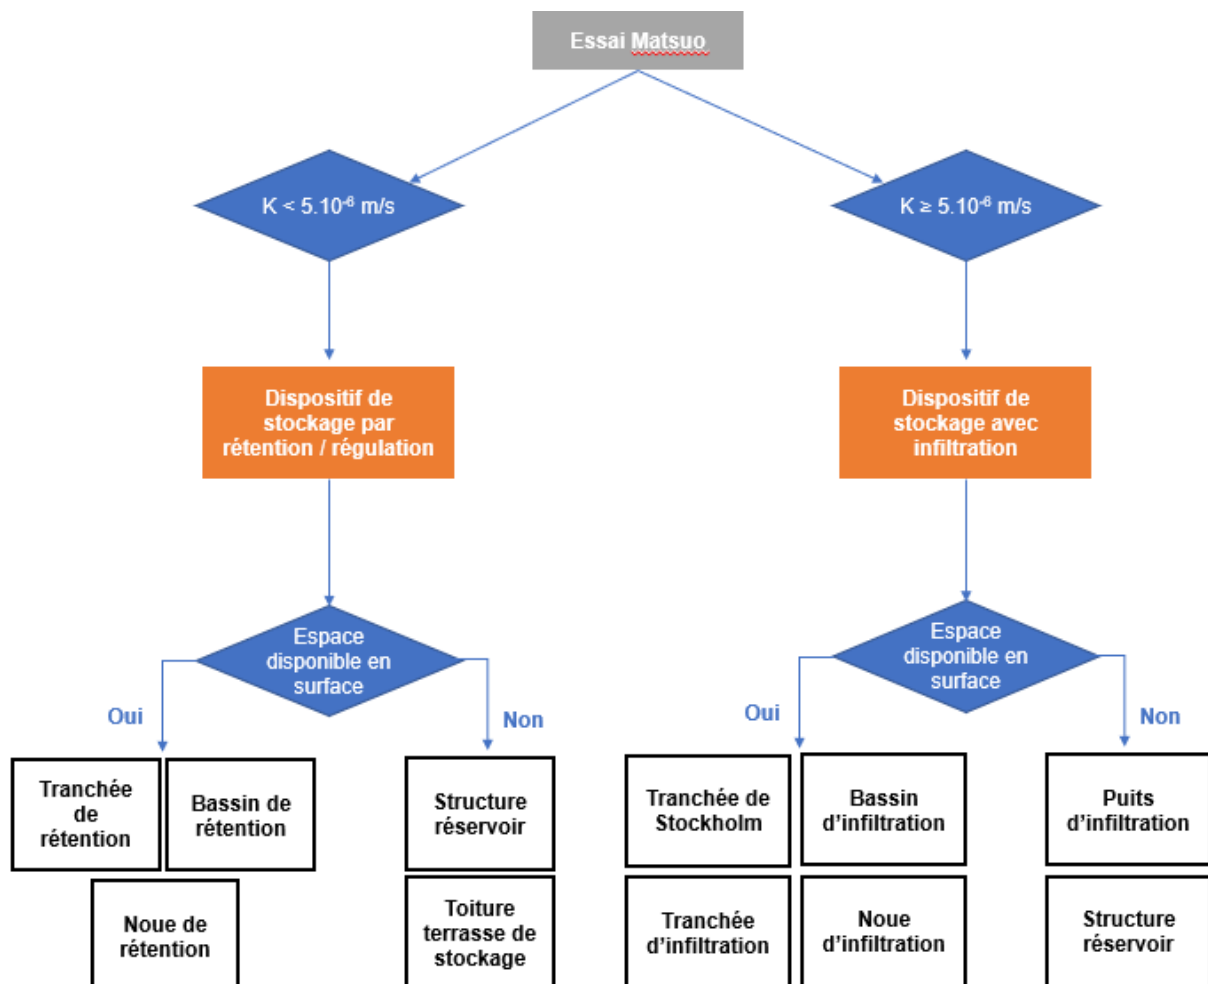 Essai Matsuo
K < 5.10⁻⁶ m/s
K ≥ 5.10⁻⁶ m/s
Dispositif de
stockage par
rétention / régulation
Dispositif de
stockage avec
infiltration
Espace
disponible en
surface
Espace
disponible en
surface
Oui
Non
Oui
Non
Tranchée
de
rétention
Bassin de
rétention
Structure
réservoir
Tranchée de
Stockholm
Bassin
d'infiltration
Puits
d'infiltration
Noue de
rétention
Toiture
terrasse de
stockage
Tranchée
d'infiltration
Noue
d'infiltration
Structure
réservoir